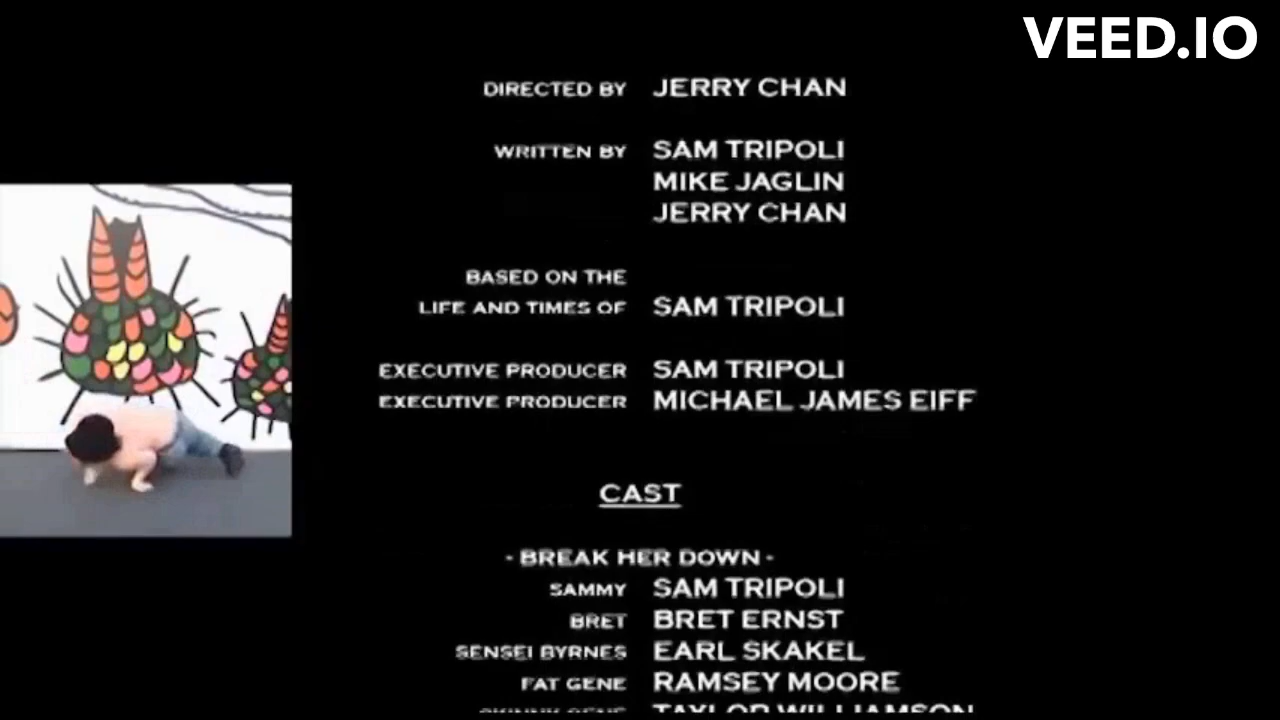 VEED.IO
DIRECTED BY JERRY CHAN
WRITTEN BY SAM TRIPOLI
MIKE JAGLIN
JERRY CHAN
BASED ON THE
LIFE AND TIMES OF SAM TRIPOLI
EXECUTIVE PRODUCER SAM TRIPOLI
EXECUTIVE PRODUCER MICHAEL JAMES EIFF
CAST
- BREAK HER DOWN -
SAMMY SAM TRIPOLI
BRET BRET ERNST
SENSEI BYRNES EARL SKAKEL
FAT GENE RAMSEY MOORE
TAYLOR WILLIAMSON